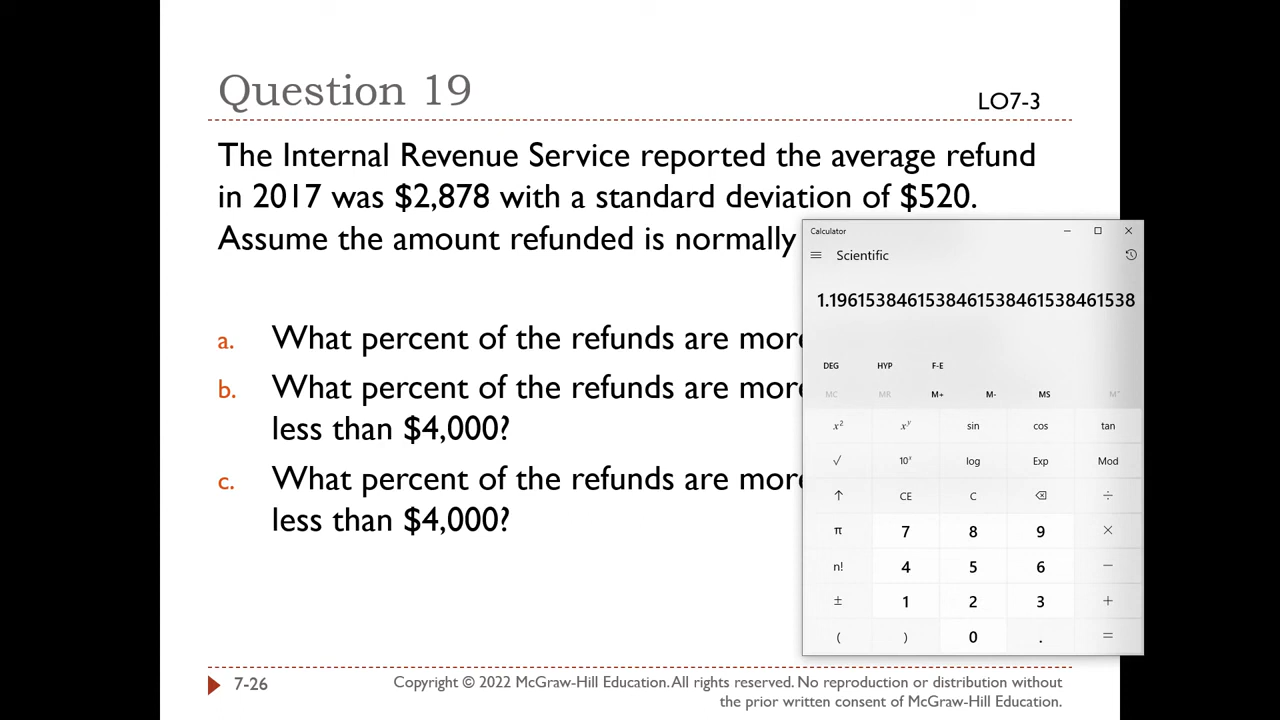 Question 19
LO7-3
The Internal Revenue Service reported the average refund
in 2017 was $2,878 with a standard deviation of $520.
Assume the amount refunded is normally
a. What percent of the refunds are more
b. What percent of the refunds are more
less than $4,000?
c. What percent of the refunds are more
less than $4,000?
7-26
Copyright © 2022 McGraw-Hill Education. All rights reserved. No reproduction or distribution without
the prior written consent of McGraw-Hill Education.
Calculator
Scientific
1.1961538461538461538461538461538
DEG HYP F-E
MC MR M+ M- MS M˅
x² xʸ sin cos tan
√ 10ˣ log Exp Mod
↑ CE C ⌫ ÷
π 7 8 9 ×
n! 4 5 6 −
± 1 2 3 +
( ) 0 . =